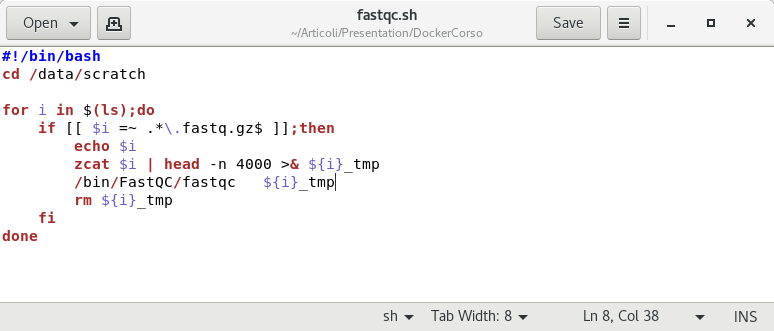 Open
fastqc.sh
~/Articoli/Presentation/DockerCorso
Save
#!/bin/bash
cd /data/scratch
for i in $(ls);do
    if [[ $i =~ .*\.fastq.gz$ ]];then
        echo $i
        zcat $i | head -n 4000 >& ${i}_tmp
        /bin/FastQC/fastqc   ${i}_tmp
        rm ${i}_tmp
    fi
done
sh Tab Width: 8 Ln 8, Col 38 INS